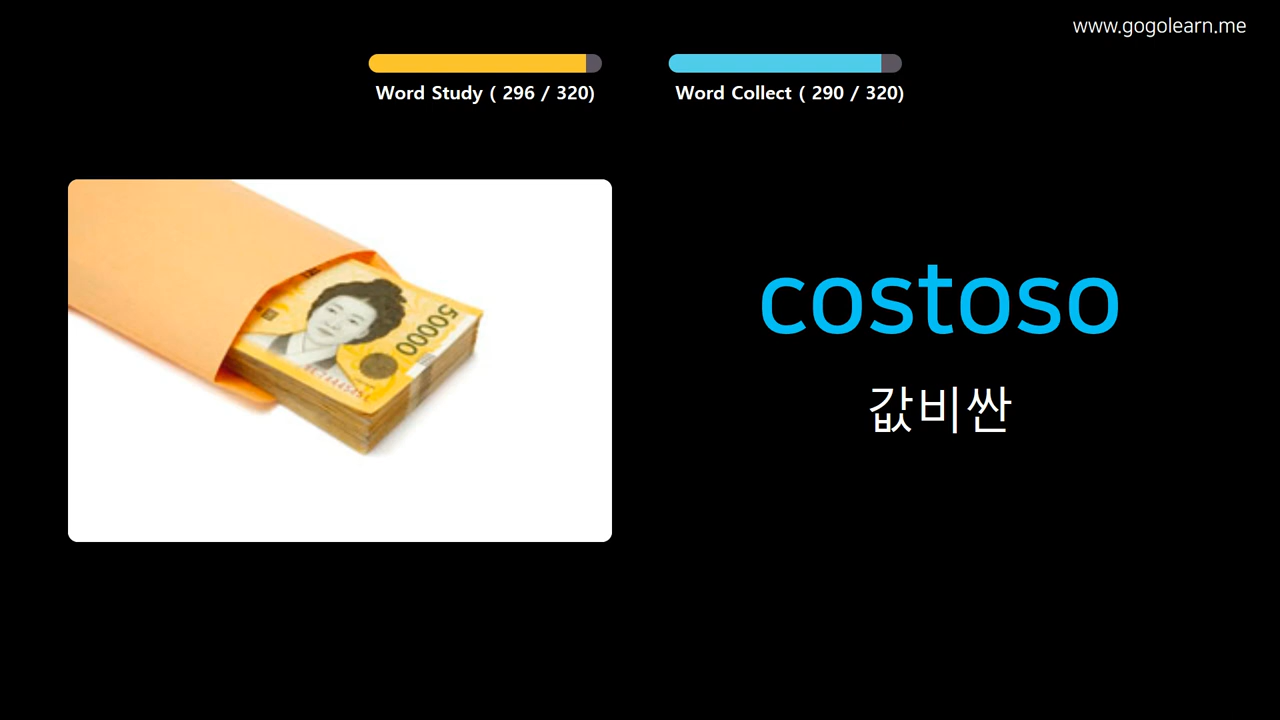 www.gogolearn.me
Word Study ( 296 / 320)
Word Collect ( 290 / 320)
50000
costoso
값비싼